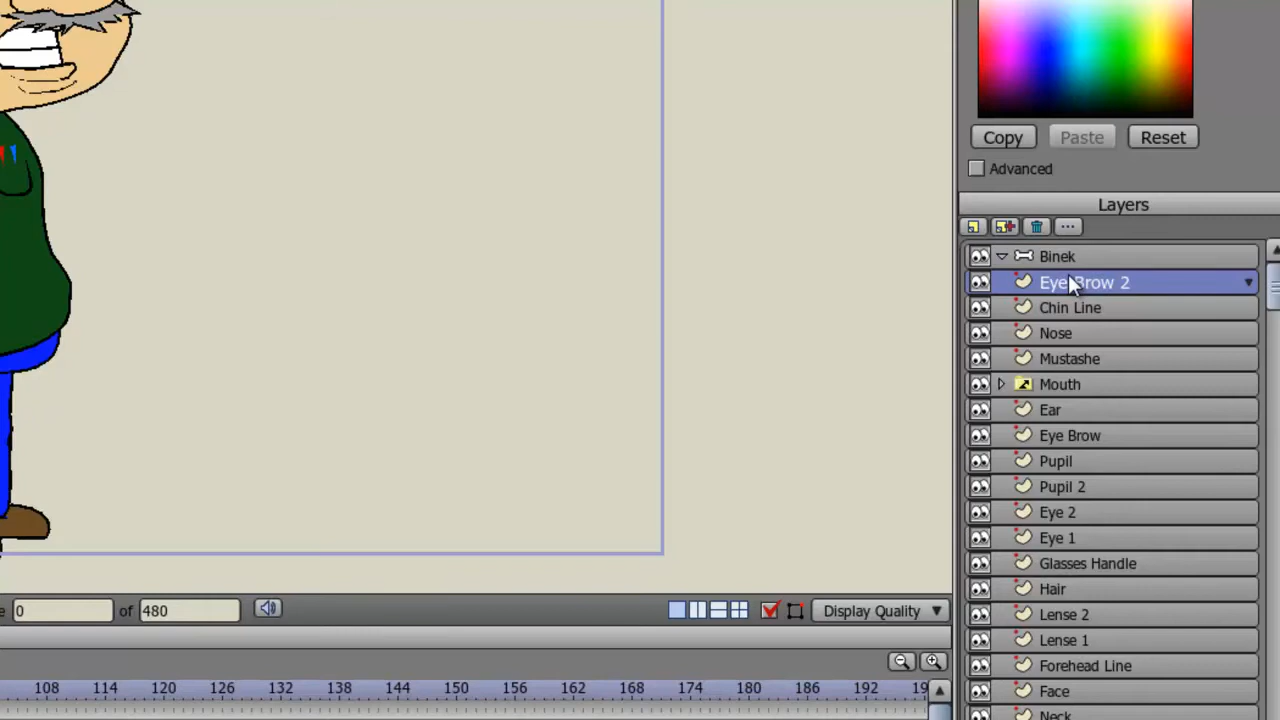 Copy Paste Reset
Advanced
Layers
Binek
Eye Brow 2
Chin Line
Nose
Mustashe
Mouth
Ear
Eye Brow
Pupil
Pupil 2
Eye 2
Eye 1
Glasses Handle
Hair
Lense 2
Lense 1
Forehead Line
Face
Neck
0 of 480 Display Quality
108 114 120 126 132 138 144 150 156 162 168 174 180 186 192